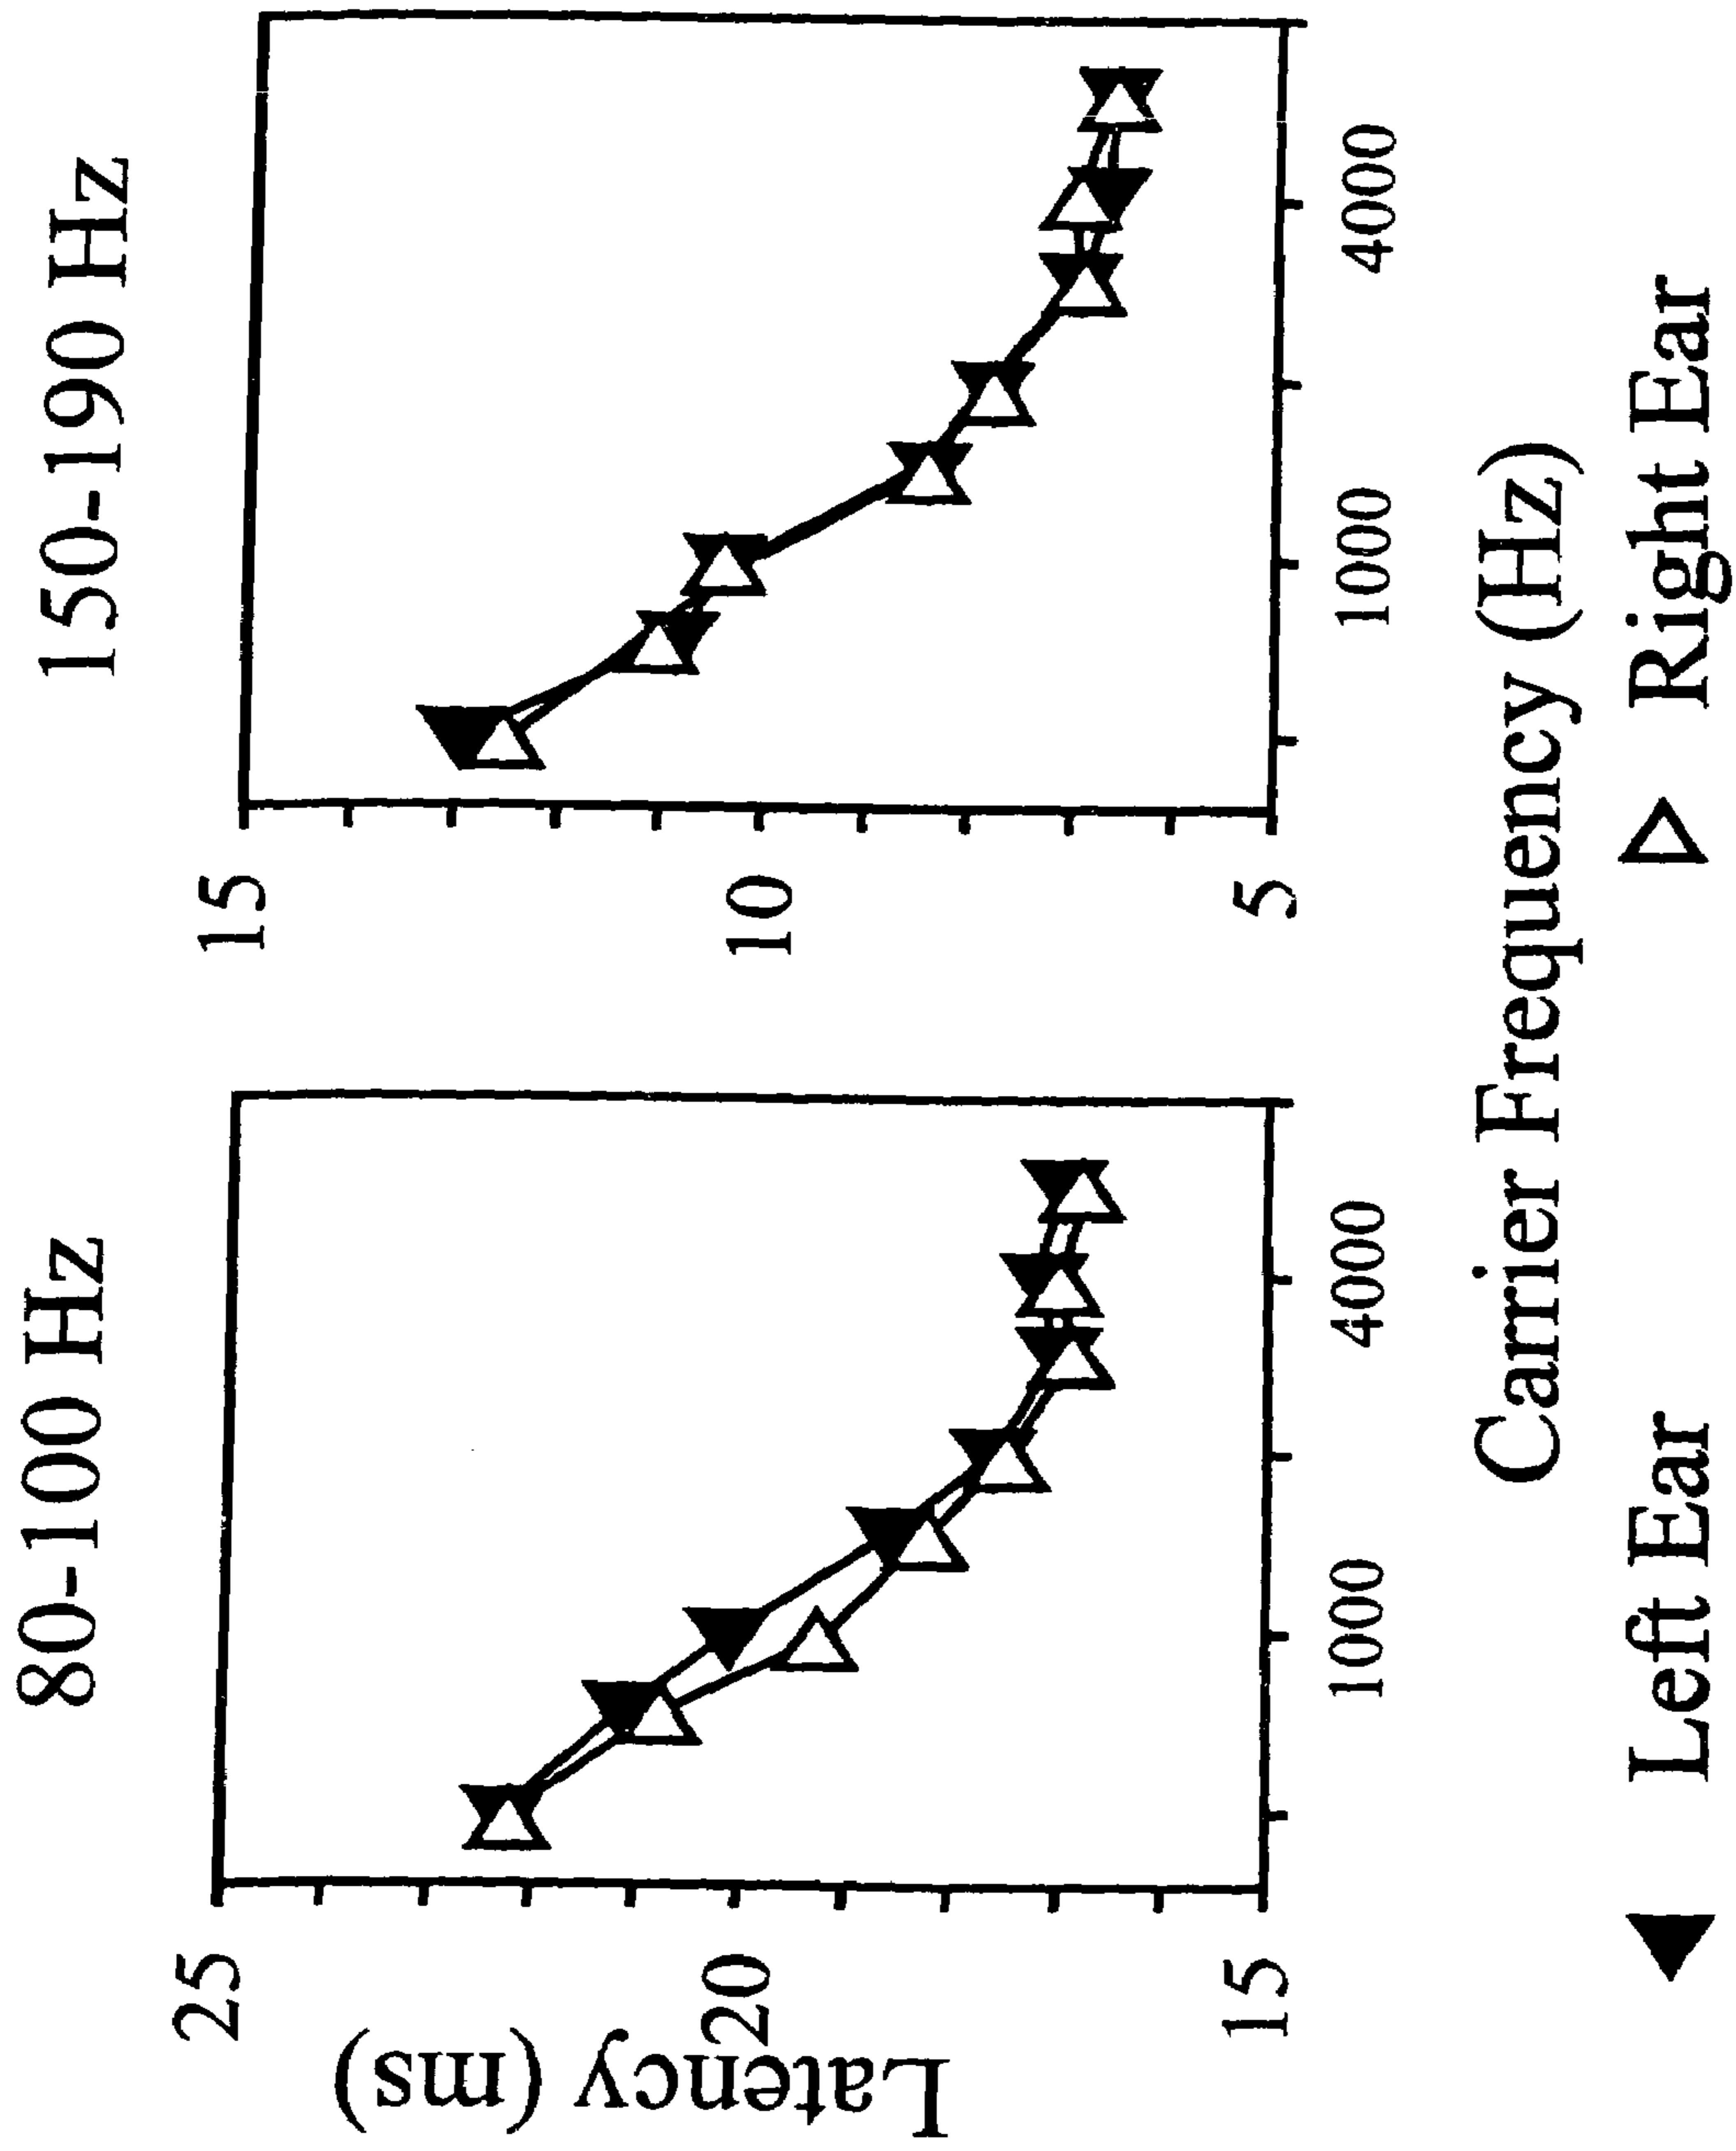 80-100 Hz
150-190 Hz
Latency (ms)
25
20
15
1000
4000
15
10
5
1000
4000
Carrier Frequency (Hz)
Left Ear
Right Ear